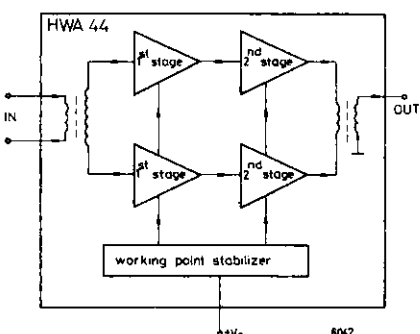 HWA 44
1st stage
2nd stage
IN
OUT
1st stage
2nd stage
working point stabilizer
6042